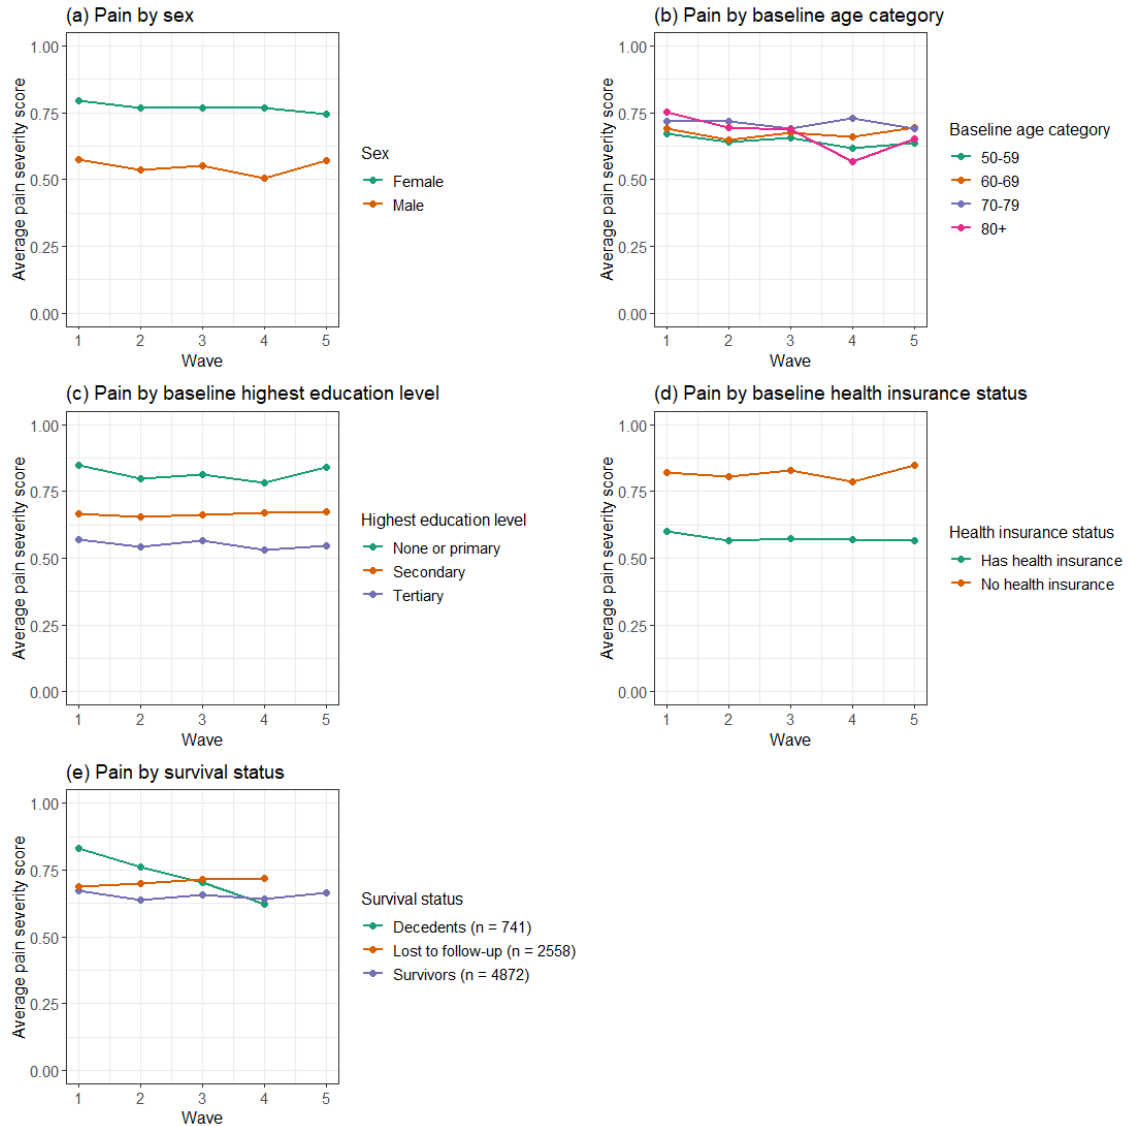 (a) Pain by sex
Average pain severity score
1.00
0.75
0.50
0.25
0.00
1 2 3 4 5
Wave
Sex
Female
Male
(b) Pain by baseline age category
Average pain severity score
1.00
0.75
0.50
0.25
0.00
1 2 3 4 5
Wave
Baseline age category
50-59
60-69
70-79
80+
(c) Pain by baseline highest education level
Average pain severity score
1.00
0.75
0.50
0.25
0.00
1 2 3 4 5
Wave
Highest education level
None or primary
Secondary
Tertiary
(d) Pain by baseline health insurance status
Average pain severity score
1.00
0.75
0.50
0.25
0.00
1 2 3 4 5
Wave
Health insurance status
Has health insurance
No health insurance
(e) Pain by survival status
Average pain severity score
1.00
0.75
0.50
0.25
0.00
1 2 3 4 5
Wave
Survival status
Decedents (n = 741)
Lost to follow-up (n = 2558)
Survivors (n = 4872)